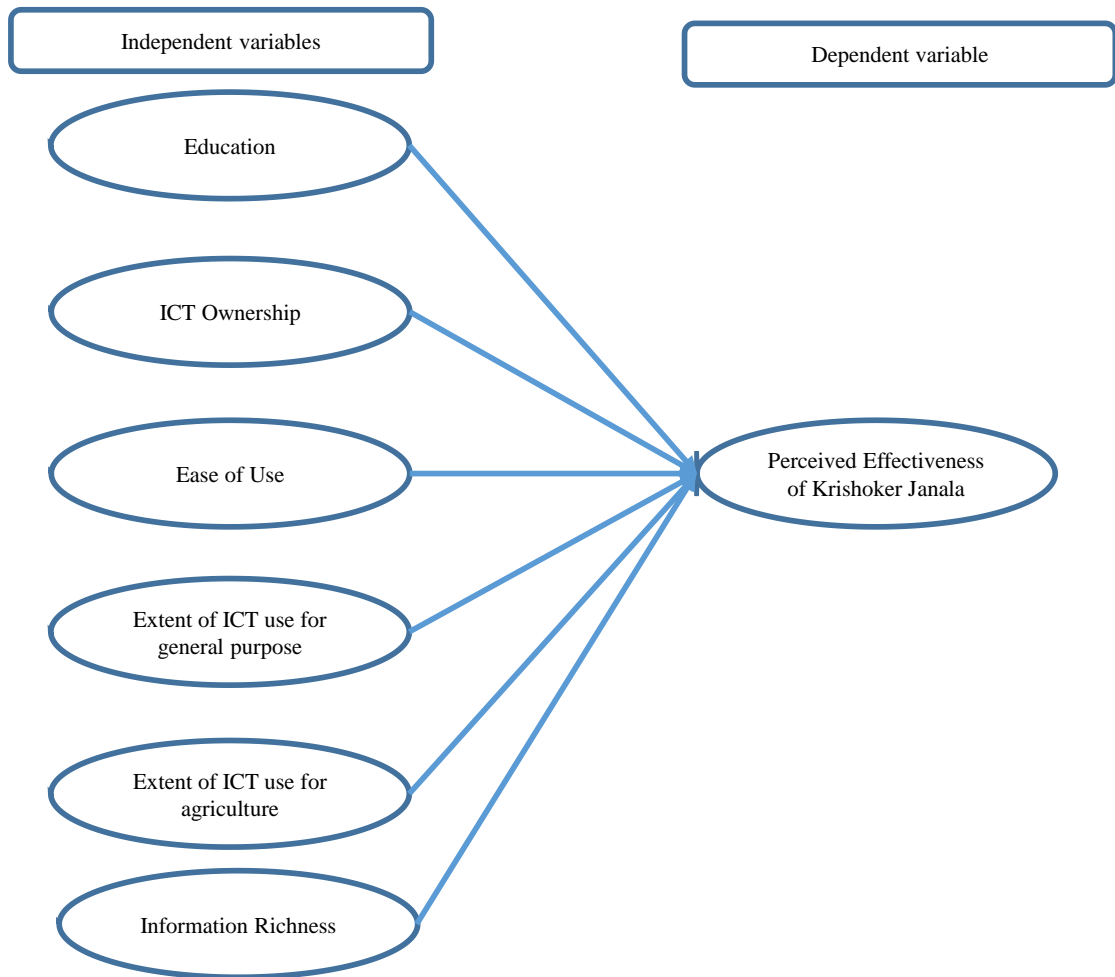 Independent variables
Dependent variable
Education
ICT Ownership
Ease of Use
Perceived Effectiveness
of Krishoker Janala
Extent of ICT use for
general purpose
Extent of ICT use for
agriculture
Information Richness